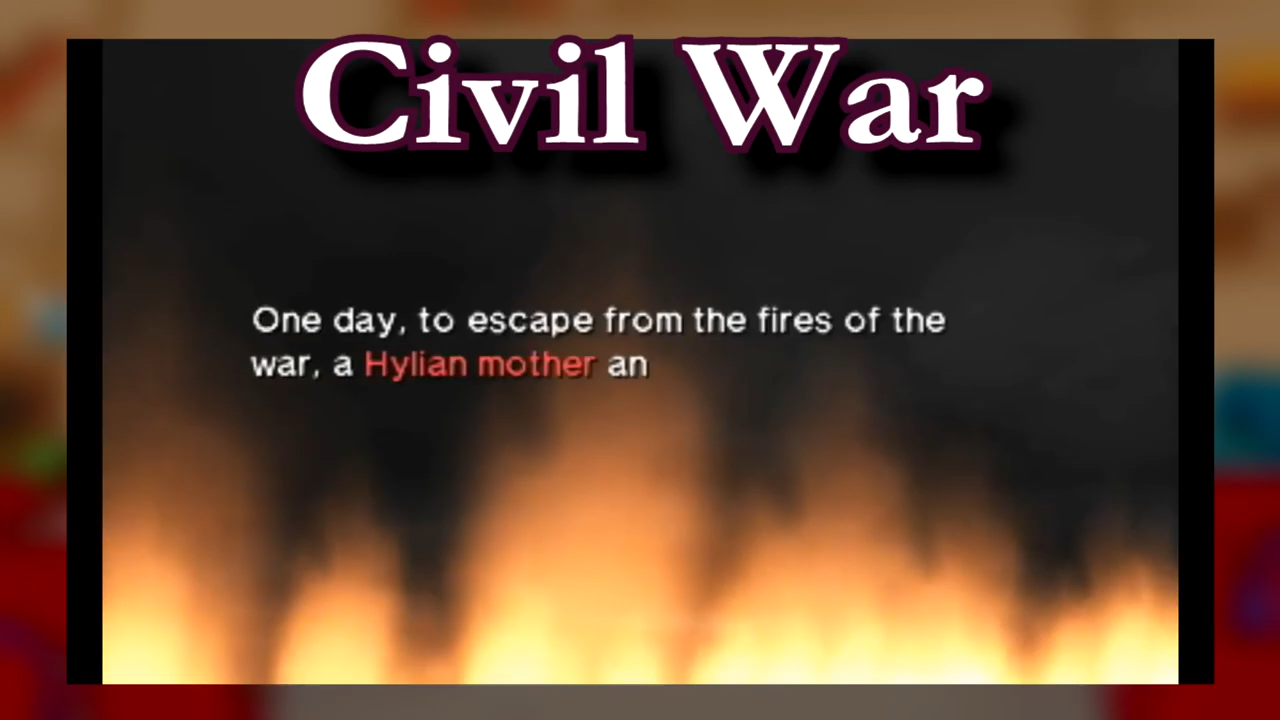 Civil War
One day, to escape from the fires of the
war, a Hylian mother an